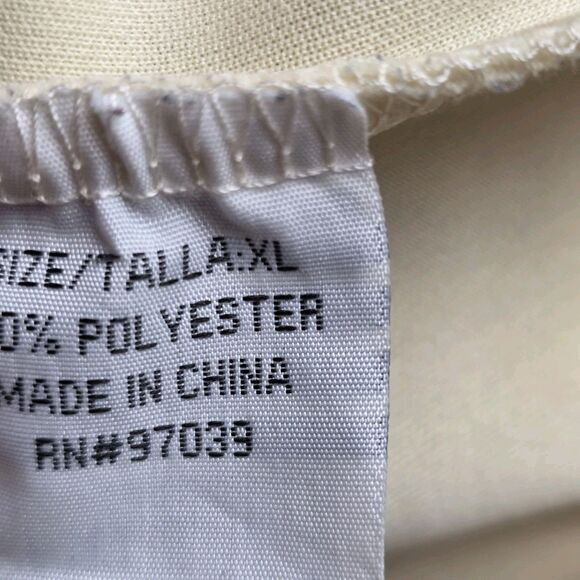 SIZE/TALLA:XL
0% POLYESTER
MADE IN CHINA
RN#97039